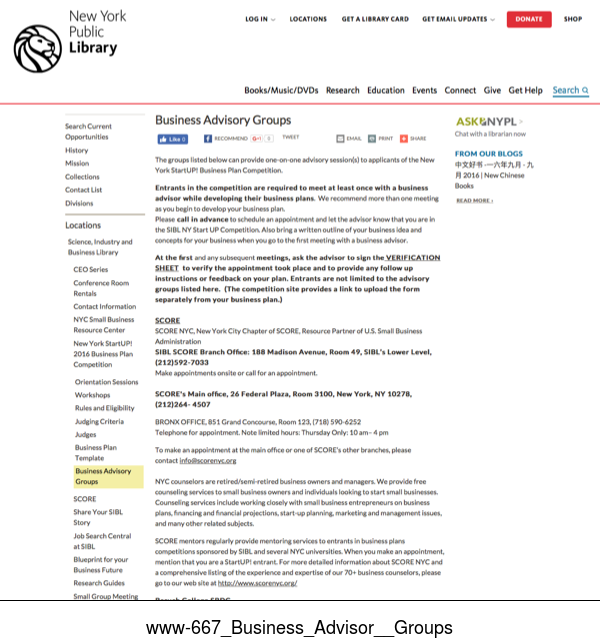 New York
Public
Library
LOG IN
LOCATIONS
GET A LIBRARY CARD
GET EMAIL UPDATES
DONATE
SHOP
Books/Music/DVDs Research Education Events Connect Give Get Help Search
Search Current
Opportunities
History
Mission
Collections
Contact List
Divisions
Locations
Science, Industry and
Business Library
CEO Series
Conference Room
Rentals
Contact Information
NYC Small Business
Resource Center
New York StartUP!
2016 Business Plan
Competition
Orientation Sessions
Workshops
Rules and Eligibility
Judging Criteria
Judges
Business Plan
Template
Business Advisory
Groups
SCORE
Share Your SIBL
Story
Job Search Central
at SIBL
Blueprint for your
Business Future
Research Guides
Small Group Meeting
Business Advisory Groups
Like 0
RECOMMEND
TWEET
EMAIL
PRINT
SHARE
The groups listed below can provide one-on-one advisory session(s) to applicants of the New
York StartUP! Business Plan Competition.
Entrants in the competition are required to meet at least once with a business
advisor while developing their business plans. We recommend more than one meeting
as you begin to develop your business plan.
Please call in advance to schedule an appointment and let the advisor know that you are in
the SIBL NY Start UP Competition. Also bring a written outline of your business idea and
concepts for your business when you go to the first meeting with a business advisor.
At the first and any subsequent meetings, ask the advisor to sign the VERIFICATION
SHEET to verify the appointment took place and to provide any follow up
instructions or feedback on your plan. Entrants are not limited to the advisory
groups listed here. (The competition site provides a link to upload the form
separately from your business plan.)
SCORE
SCORE NYC, New York City Chapter of SCORE, Resource Partner of U.S. Small Business
Administration
SIBL SCORE Branch Office: 188 Madison Avenue, Room 49, SIBL's Lower Level,
(212)592-7033
Make appointments onsite or call for an appointment.
SCORE's Main office, 26 Federal Plaza, Room 3100, New York, NY 10278,
(212)264- 4507
BRONX OFFICE, 851 Grand Concourse, Room 123, (718) 590-6252
Telephone for appointment. Note limited hours: Thursday Only: 10 am- 4 pm
To make an appointment at the main office or one of SCORE's other branches, please
contact info@scorenyc.org
NYC counselors are retired/semi-retired business owners and managers. We provide free
counseling services to small business owners and individuals looking to start small businesses.
Counseling services include working closely with small business entrepreneurs on business
plans, financing and financial projections, start-up planning, marketing and management issues,
and many other related subjects.
SCORE mentors regularly provide mentoring services to entrants in business plans
competitions sponsored by SIBL and several NYC universities. When you make an appointment,
mention that you are a StartUP! entrant. For more detailed information about SCORE NYC and
a comprehensive listing of the experience and expertise of our 70+ business counselors, please
go to our web site at http://www.scorenyc.org/
ASK NYPL
Chat with a librarian now
FROM OUR BLOGS
中文好书 -一六年九月 - 九
月 2016 | New Chinese
Books
READ MORE ›
www-667_Business_Advisor__Groups